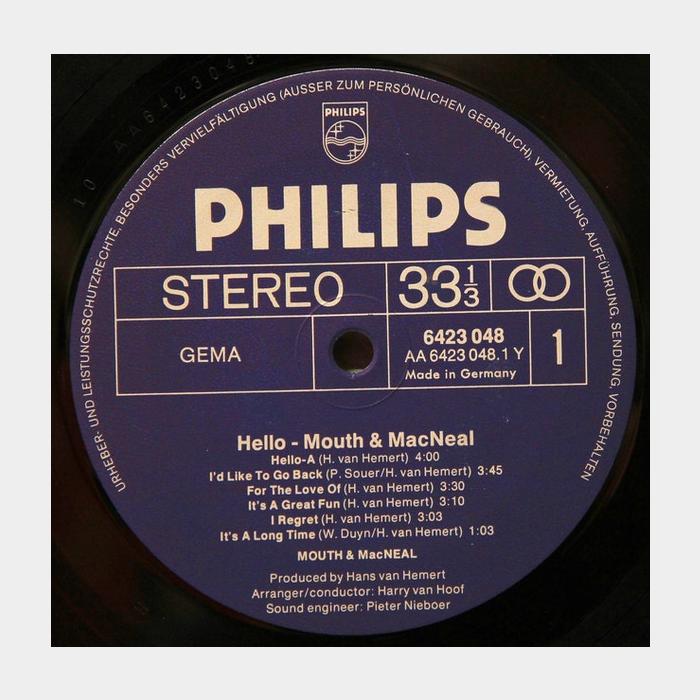 10 AA6423048
URHEBER- UND LEISTUNGSSCHUTZRECHTE, BESONDERS VERVIELFÄLTIGUNG (AUSSER ZUM PERSÖNLICHEN GEBRAUCH), VERMIETUNG, AUFFÜHRUNG, SENDUNG, VORBEHALTEN
PHILIPS
PHILIPS
STEREO 33 1/3
GEMA
6423 048
AA 6423 048.1 Y
Made in Germany
1
Hello - Mouth & MacNeal
Hello-A (H. van Hemert) 4:00
I'd Like To Go Back (P. Souer/H. van Hemert) 3:45
For The Love Of (H. van Hemert) 3:30
It's A Great Fun (H. van Hemert) 3:10
I Regret (H. van Hemert) 3:03
It's A Long Time (W. Duyn/H. van Hemert) 1:03
MOUTH & MacNEAL
Produced by Hans van Hemert
Arranger/conductor: Harry van Hoof
Sound engineer: Pieter Nieboer